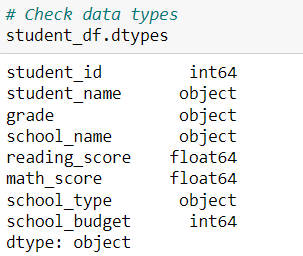 # Check data types
student_df.dtypes
student_id int64
student_name object
grade object
school_name object
reading_score float64
math_score float64
school_type object
school_budget int64
dtype: object